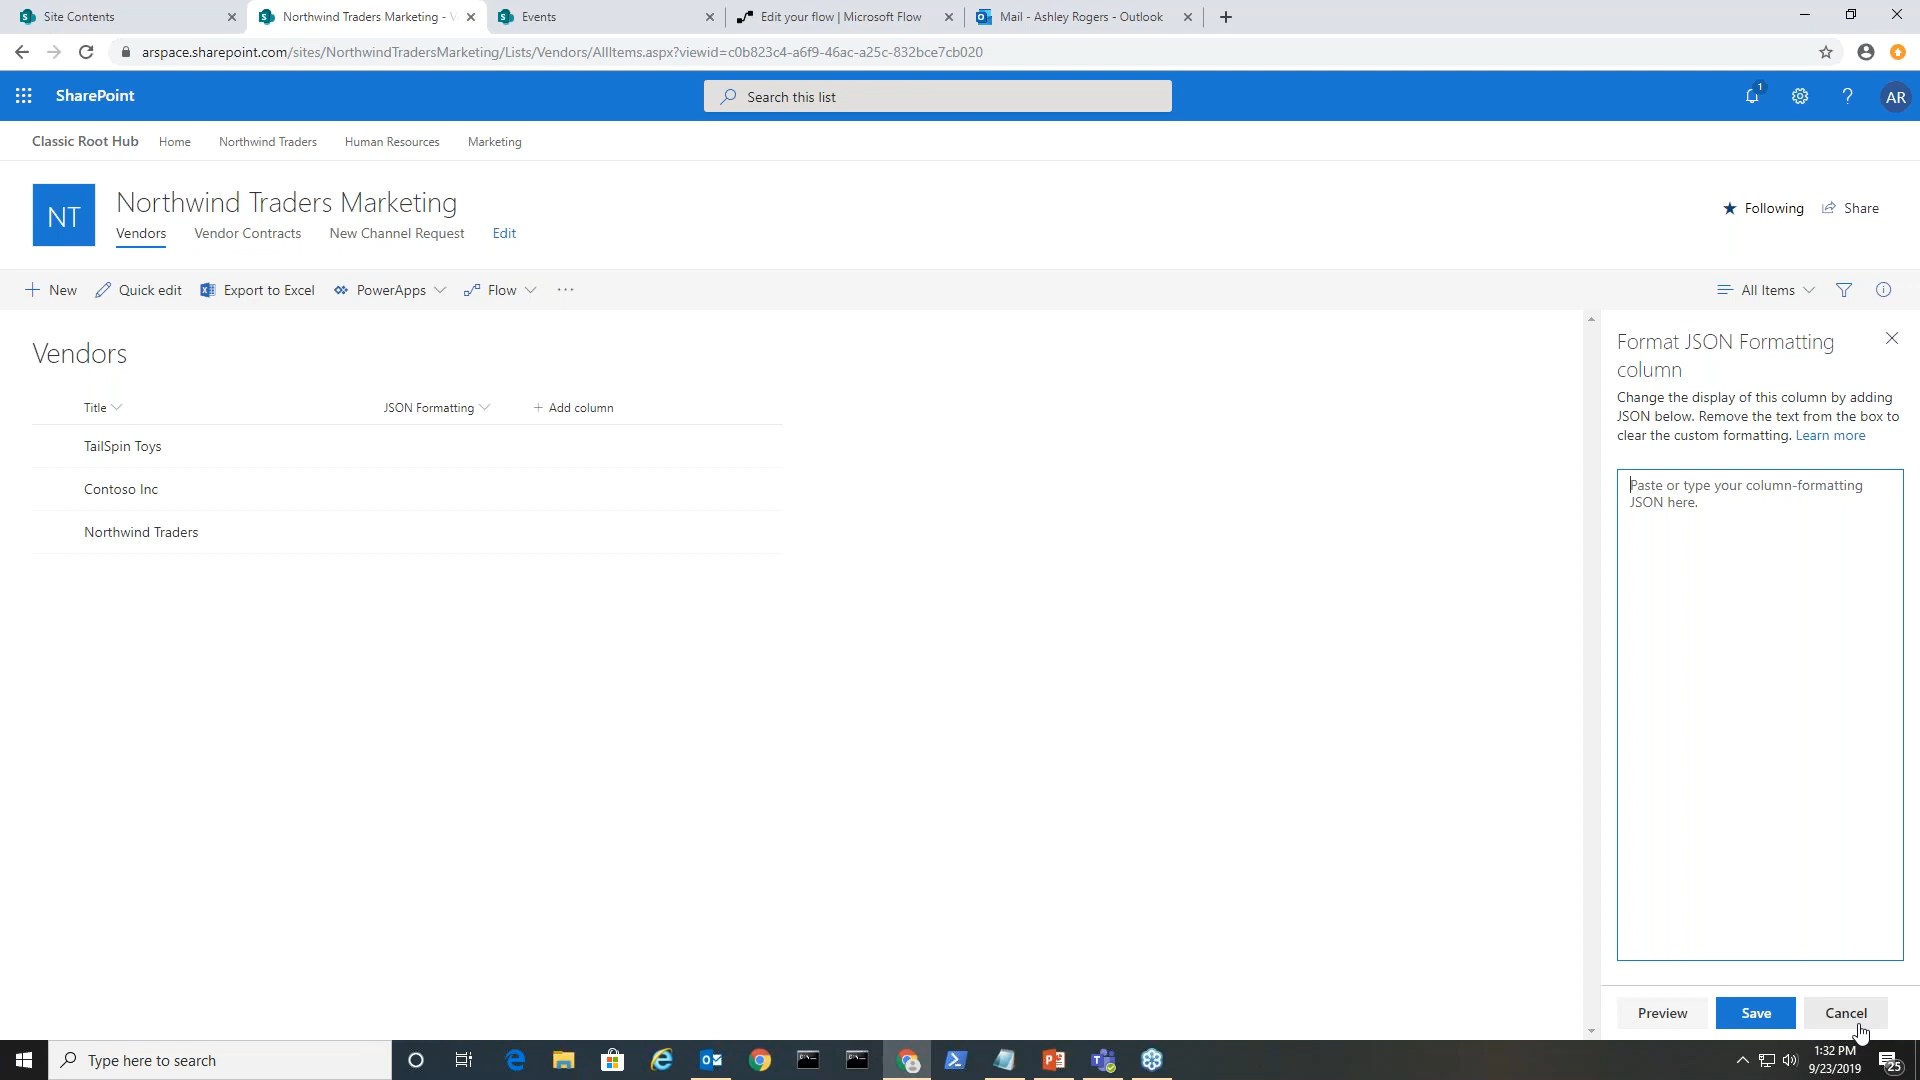 Site Contents
Northwind Traders Marketing -
Events
Edit your flow | Microsoft Flow
Mail - Ashley Rogers - Outlook
arspace.sharepoint.com/sites/NorthwindTradersMarketing/Lists/Vendors/AllItems.aspx?viewid=c0b823c4-a6f9-46ac-a25c-832bce7cb020
SharePoint
Search this list
1
AR
Classic Root Hub
Home
Northwind Traders
Human Resources
Marketing
NT
Northwind Traders Marketing
Vendors
Vendor Contracts
New Channel Request
Edit
Following
Share
New
Quick edit
Export to Excel
PowerApps
Flow
All Items
Vendors
Title
JSON Formatting
Add column
TailSpin Toys
Contoso Inc
Northwind Traders
Format JSON Formatting
column
Change the display of this column by adding
JSON below. Remove the text from the box to
clear the custom formatting. Learn more
Paste or type your column-formatting
JSON here.
Preview
Save
Cancel
Type here to search
1:32 PM
9/23/2019
25